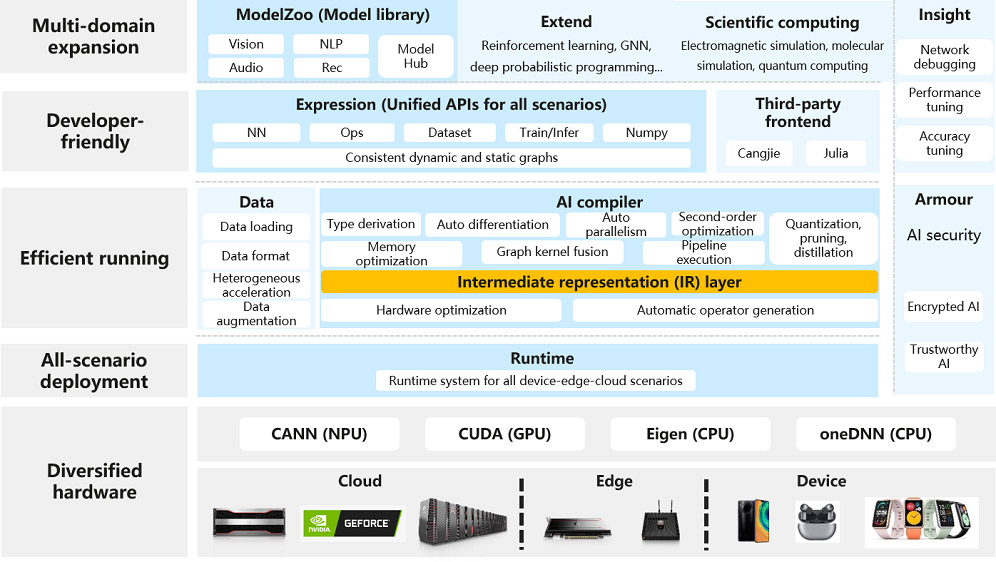 Multi-domain
expansion
ModelZoo (Model library)
Vision
NLP
Audio
Rec
Model
Hub
Extend
Reinforcement learning, GNN,
deep probabilistic programming...
Scientific computing
Electromagnetic simulation, molecular
simulation, quantum computing
Insight
Network
debugging
Performance
tuning
Accuracy
tuning
Developer-
friendly
Expression (Unified APIs for all scenarios)
NN
Ops
Dataset
Train/Infer
Numpy
Consistent dynamic and static graphs
Third-party
frontend
Cangjie
Julia
Efficient running
Data
Data loading
Data format
Heterogeneous
acceleration
Data
augmentation
AI compiler
Type derivation
Auto differentiation
Auto
parallelism
Second-order
optimization
Quantization,
pruning,
distillation
Memory
optimization
Graph kernel fusion
Pipeline
execution
Intermediate representation (IR) layer
Hardware optimization
Automatic operator generation
Armour
AI security
Encrypted AI
Trustworthy
AI
All-scenario
deployment
Runtime
Runtime system for all device-edge-cloud scenarios
Diversified
hardware
CANN (NPU)
CUDA (GPU)
Eigen (CPU)
oneDNN (CPU)
Cloud
Edge
Device
NVIDIA
GEFORCE